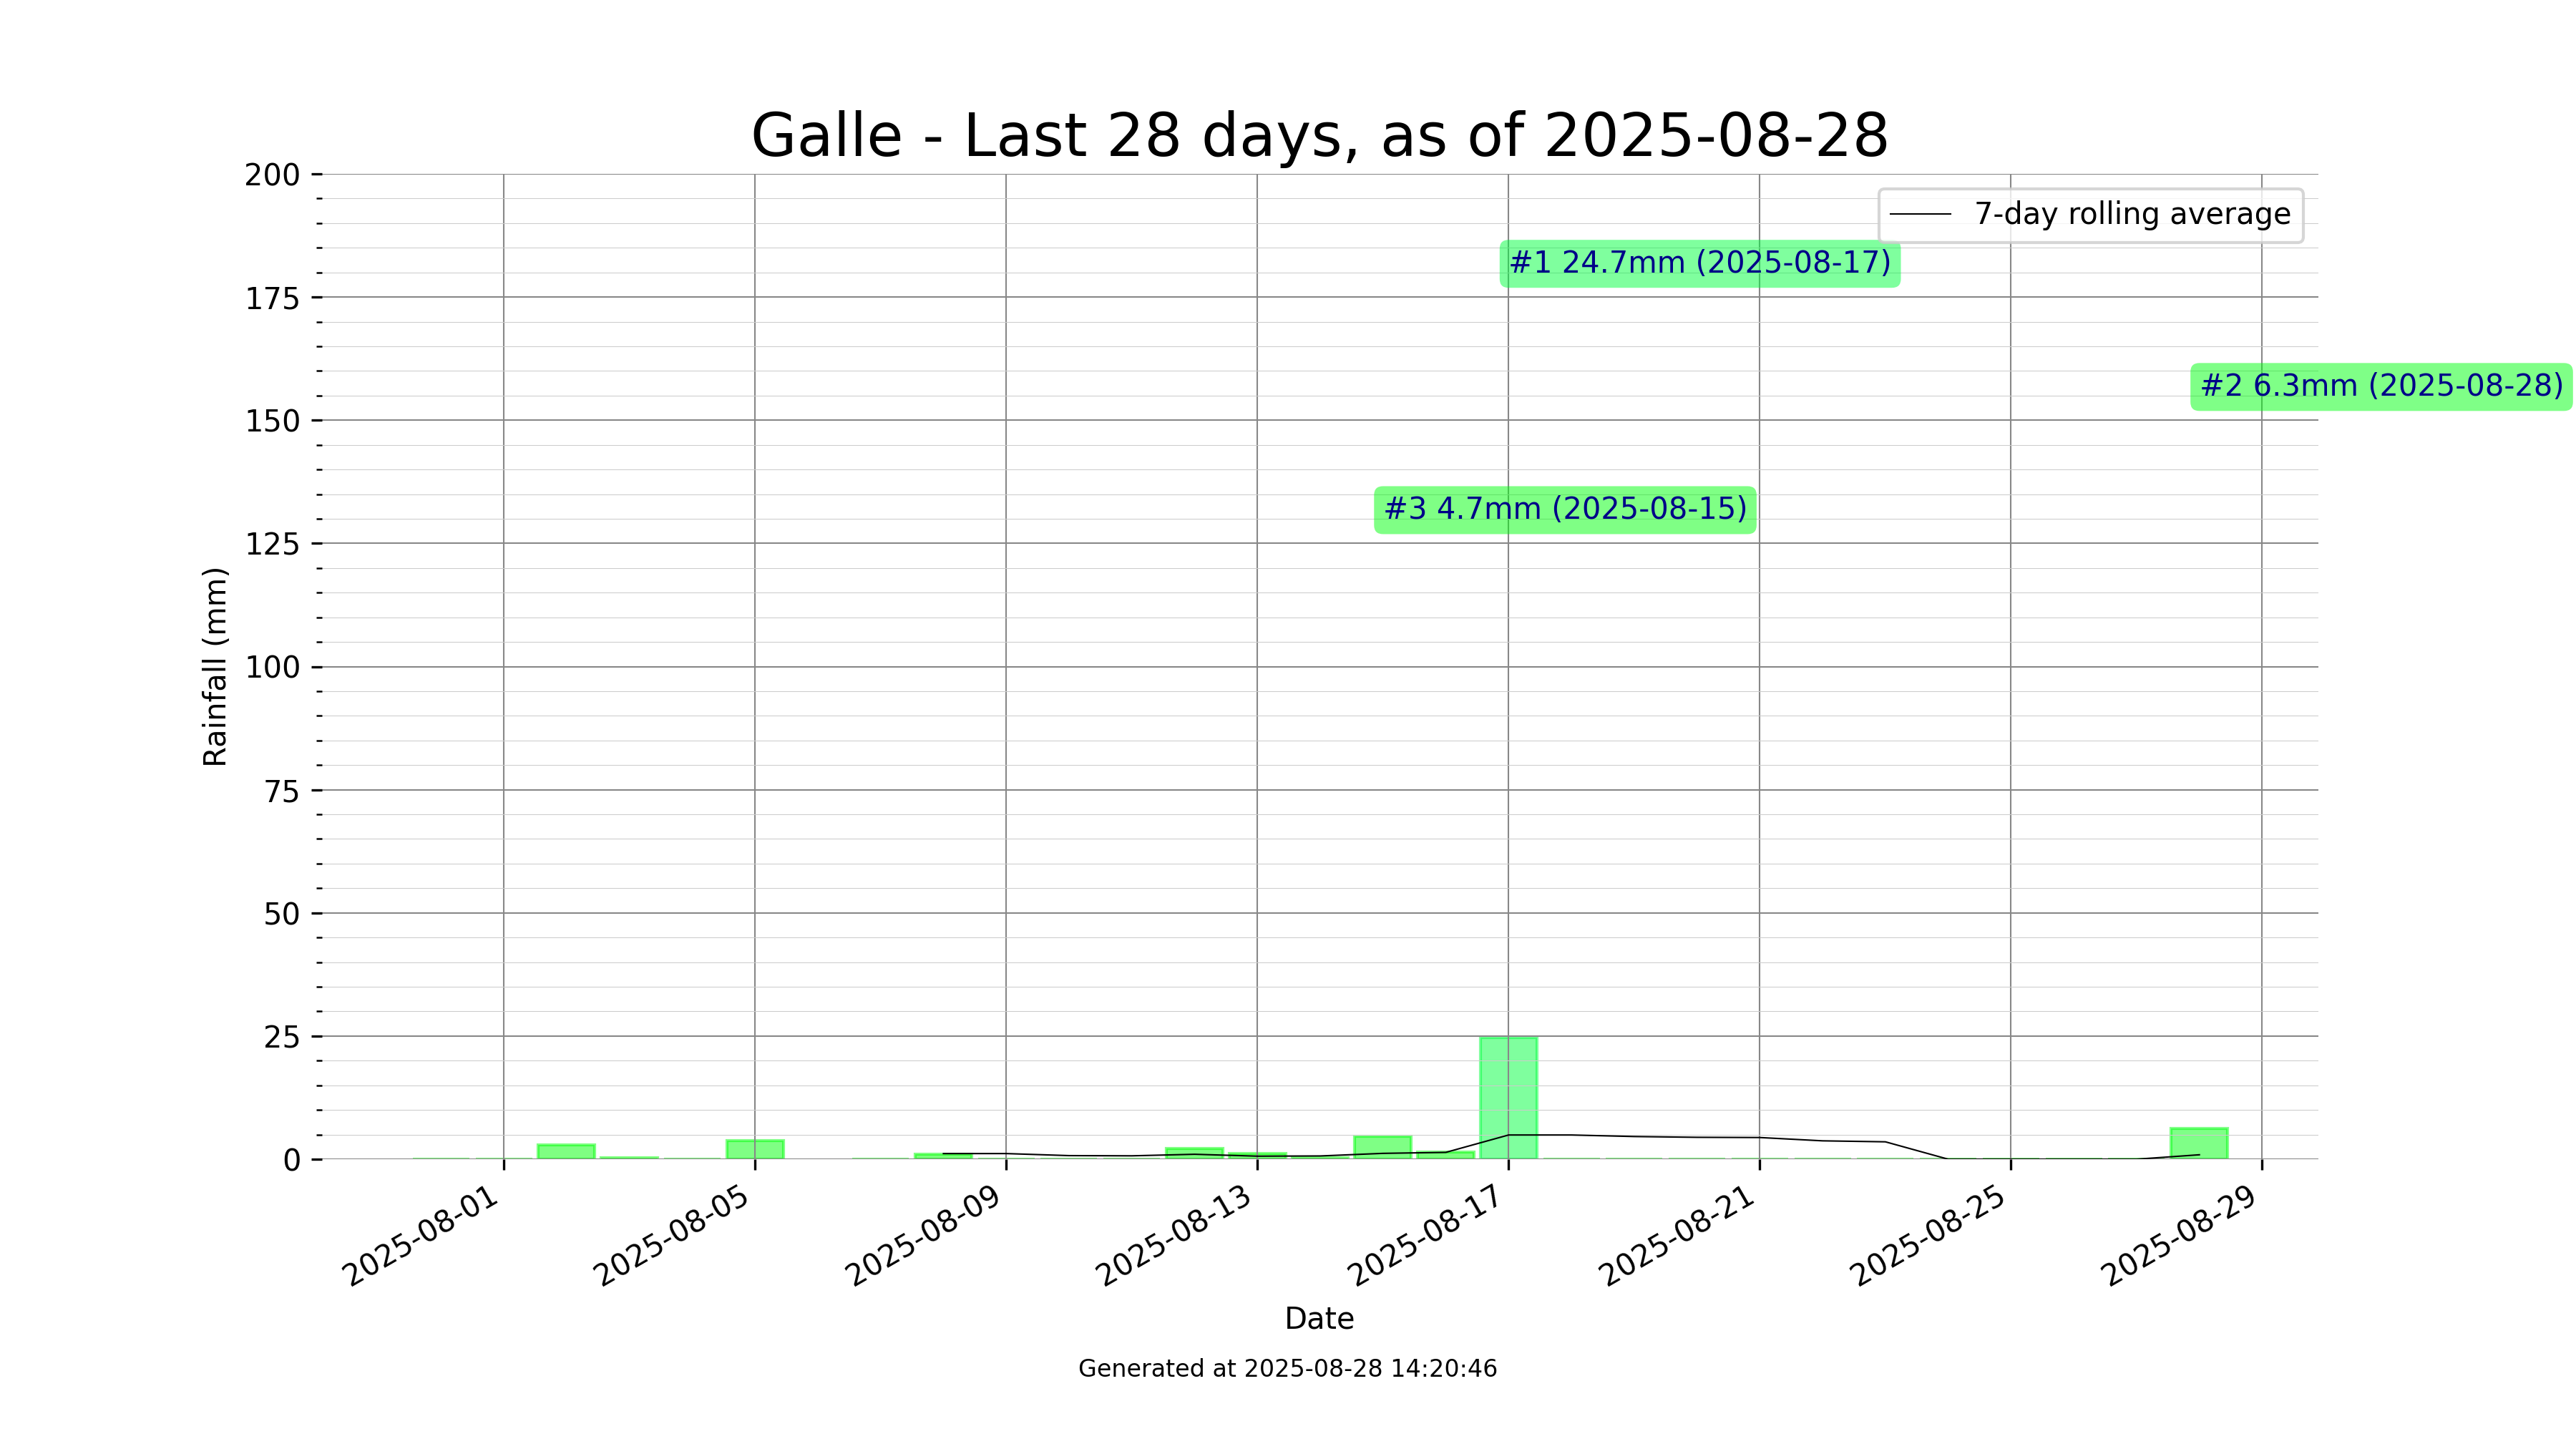 Galle - Last 28 days, as of 2025-08-28
200
175
150
125
100
75
50
25
0
Rainfall (mm)
7-day rolling average
#1 24.7mm (2025-08-17)
#2 6.3mm (2025-08-28)
#3 4.7mm (2025-08-15)
2025-08-01
2025-08-05
2025-08-09
2025-08-13
2025-08-17
2025-08-21
2025-08-25
2025-08-29
Date
Generated at 2025-08-28 14:20:46